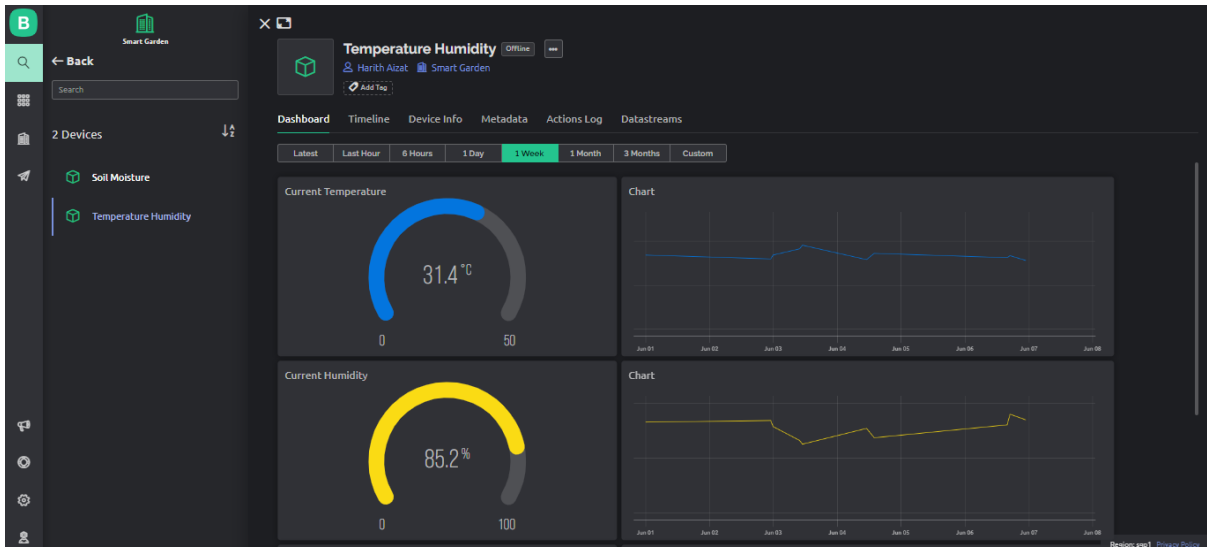 B
Smart Garden
Back
Search
2 Devices
Soil Moisture
Temperature Humidity
Temperature Humidity Offline
Harith Aizat Smart Garden
Add Tag
Dashboard Timeline Device Info Metadata Actions Log Datastreams
Latest Last Hour 6 Hours 1 Day 1 Week 1 Month 3 Months Custom
Current Temperature
31.4 °C
0 50
Chart
Jun 01 Jun 02 Jun 03 Jun 04 Jun 05 Jun 06 Jun 07 Jun 08
Current Humidity
85.2 %
0 100
Chart
Jun 01 Jun 02 Jun 03 Jun 04 Jun 05 Jun 06 Jun 07 Jun 08
Region: sgp1 Privacy Policy